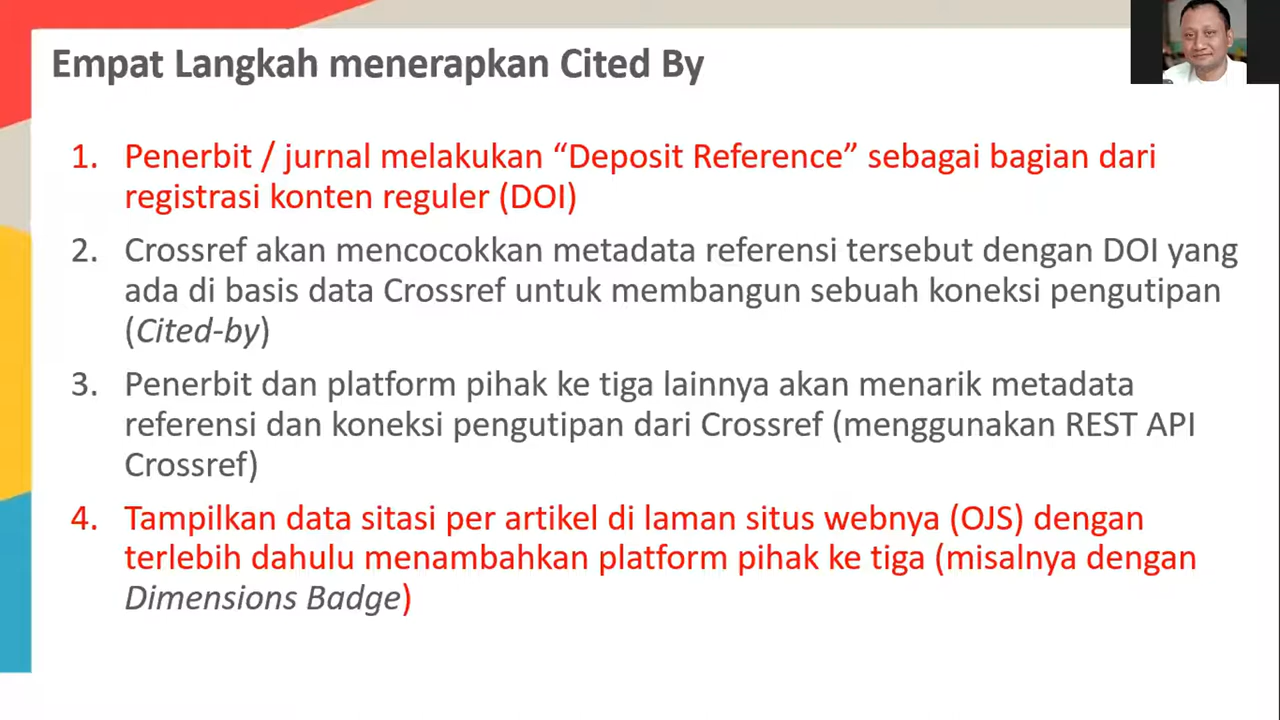 Empat Langkah menerapkan Cited By
1. Penerbit / jurnal melakukan “Deposit Reference” sebagai bagian dari
registrasi konten reguler (DOI)
2. Crossref akan mencocokkan metadata referensi tersebut dengan DOI yang
ada di basis data Crossref untuk membangun sebuah koneksi pengutipan
(Cited-by)
3. Penerbit dan platform pihak ke tiga lainnya akan menarik metadata
referensi dan koneksi pengutipan dari Crossref (menggunakan REST API
Crossref)
4. Tampilkan data sitasi per artikel di laman situs webnya (OJS) dengan
terlebih dahulu menambahkan platform pihak ke tiga (misalnya dengan
Dimensions Badge)